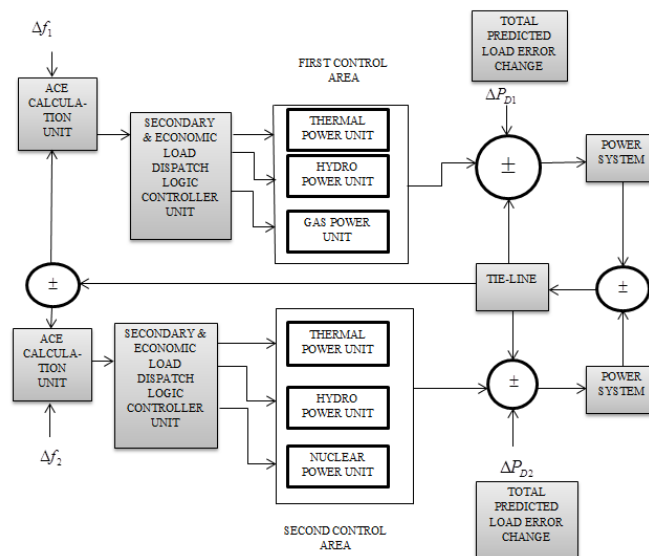 Δf1
ACE
CALCULA-
TION
UNIT
SECONDARY
& ECONOMIC
LOAD
DISPATCH
LOGIC
CONTROLLER
UNIT
FIRST CONTROL
AREA
THERMAL
POWER UNIT
HYDRO
POWER UNIT
GAS POWER
UNIT
TOTAL
PREDICTED
LOAD ERROR
CHANGE
ΔPD1
±
POWER
SYSTEM
±
TIE-LINE
±
ACE
CALCULA-
TION
UNIT
Δf2
SECONDARY &
ECONOMIC
LOAD
DISPATCH
LOGIC
CONTROLLER
UNIT
THERMAL
POWER UNIT
HYDRO
POWER UNIT
NUCLEAR
POWER UNIT
SECOND CONTROL
AREA
±
POWER
SYSTEM
ΔPD2
TOTAL
PREDICTED
LOAD ERROR
CHANGE